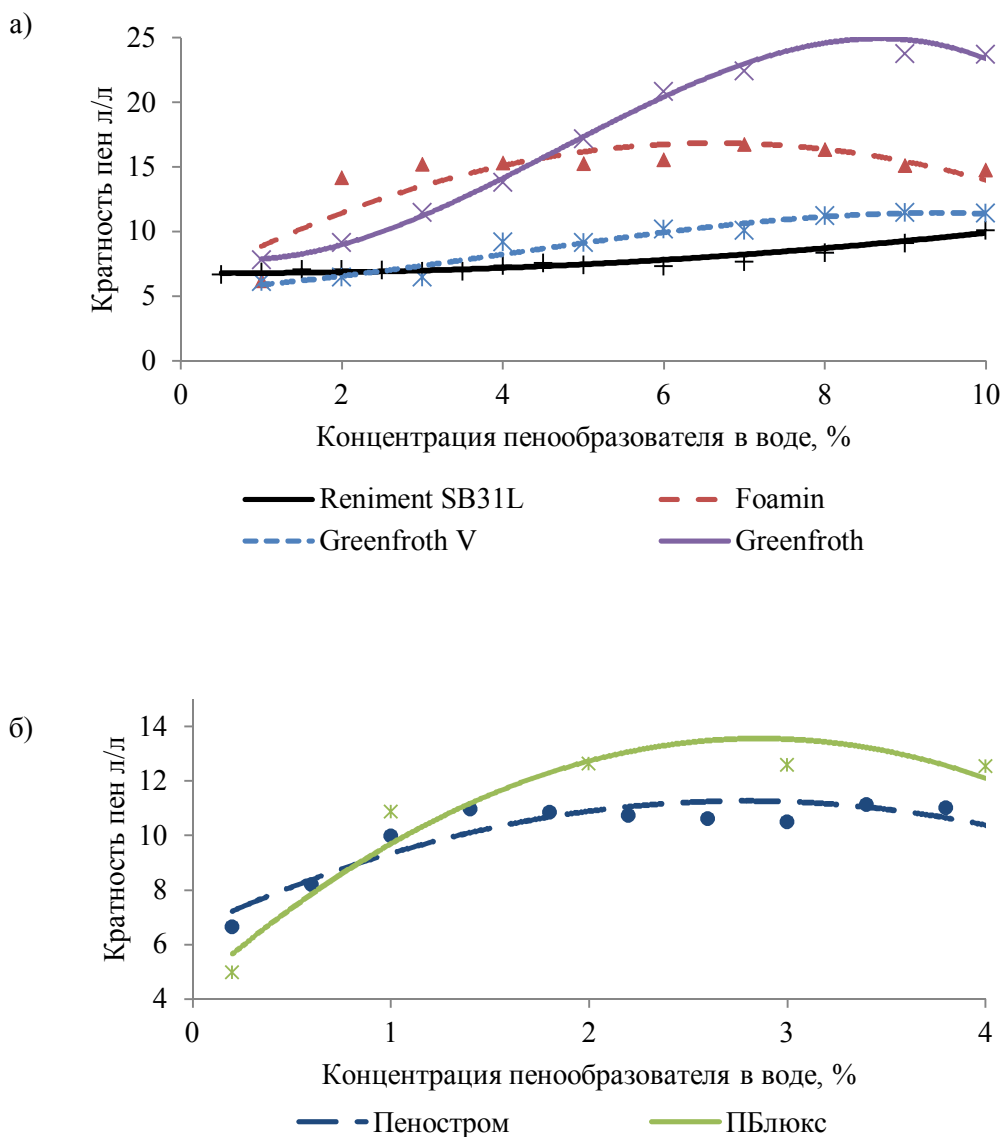 а)
Кратность пен л/л
25
20
15
10
5
0
0 2 4 6 8 10
Концентрация пенообразователя в воде, %
Reniment SB31L Foamin
Greenfroth V Greenfroth
б)
Кратность пен л/л
14
12
10
8
6
4
0 1 2 3 4
Концентрация пенообразователя в воде, %
Пеностром ПБлюкс